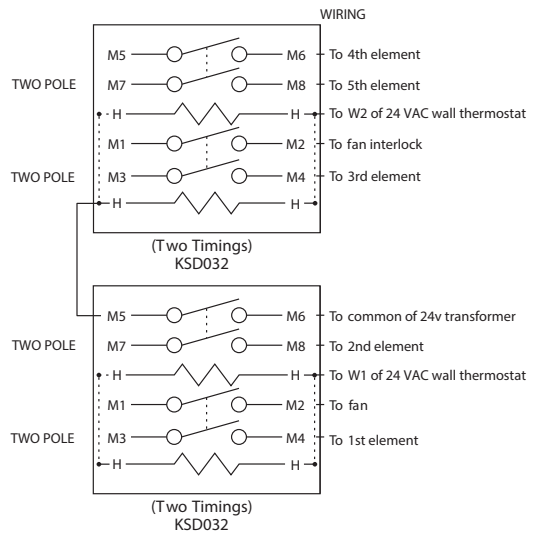 WIRING
M5 M6 To 4th element
TWO POLE M7 M8 To 5th element
H H To W2 of 24 VAC wall thermostat
M1 M2 To fan interlock
TWO POLE M3 M4 To 3rd element
H H
(Two Timings)
KSD032
M5 M6 To common of 24v transformer
TWO POLE M7 M8 To 2nd element
H H To W1 of 24 VAC wall thermostat
M1 M2 To fan
TWO POLE M3 M4 To 1st element
H H
(Two Timings)
KSD032